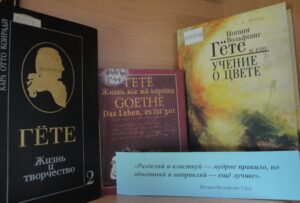 КАРЛ ОТТО КОНРАДИ
ГЁТЕ
Жизнь
и
творчество
2
ГЕТЕ
Жизнь все же хороша
GOETHE
Das Leben, es ist gut
Иоганн
Вольфганг
Гёте и его
УЧЕНИЕ
О ЦВЕТЕ
«Разделяй и властвуй — мудрое правило, но
объединяй и направляй — ещё лучше».
Иоганн Вольфганг Гёте